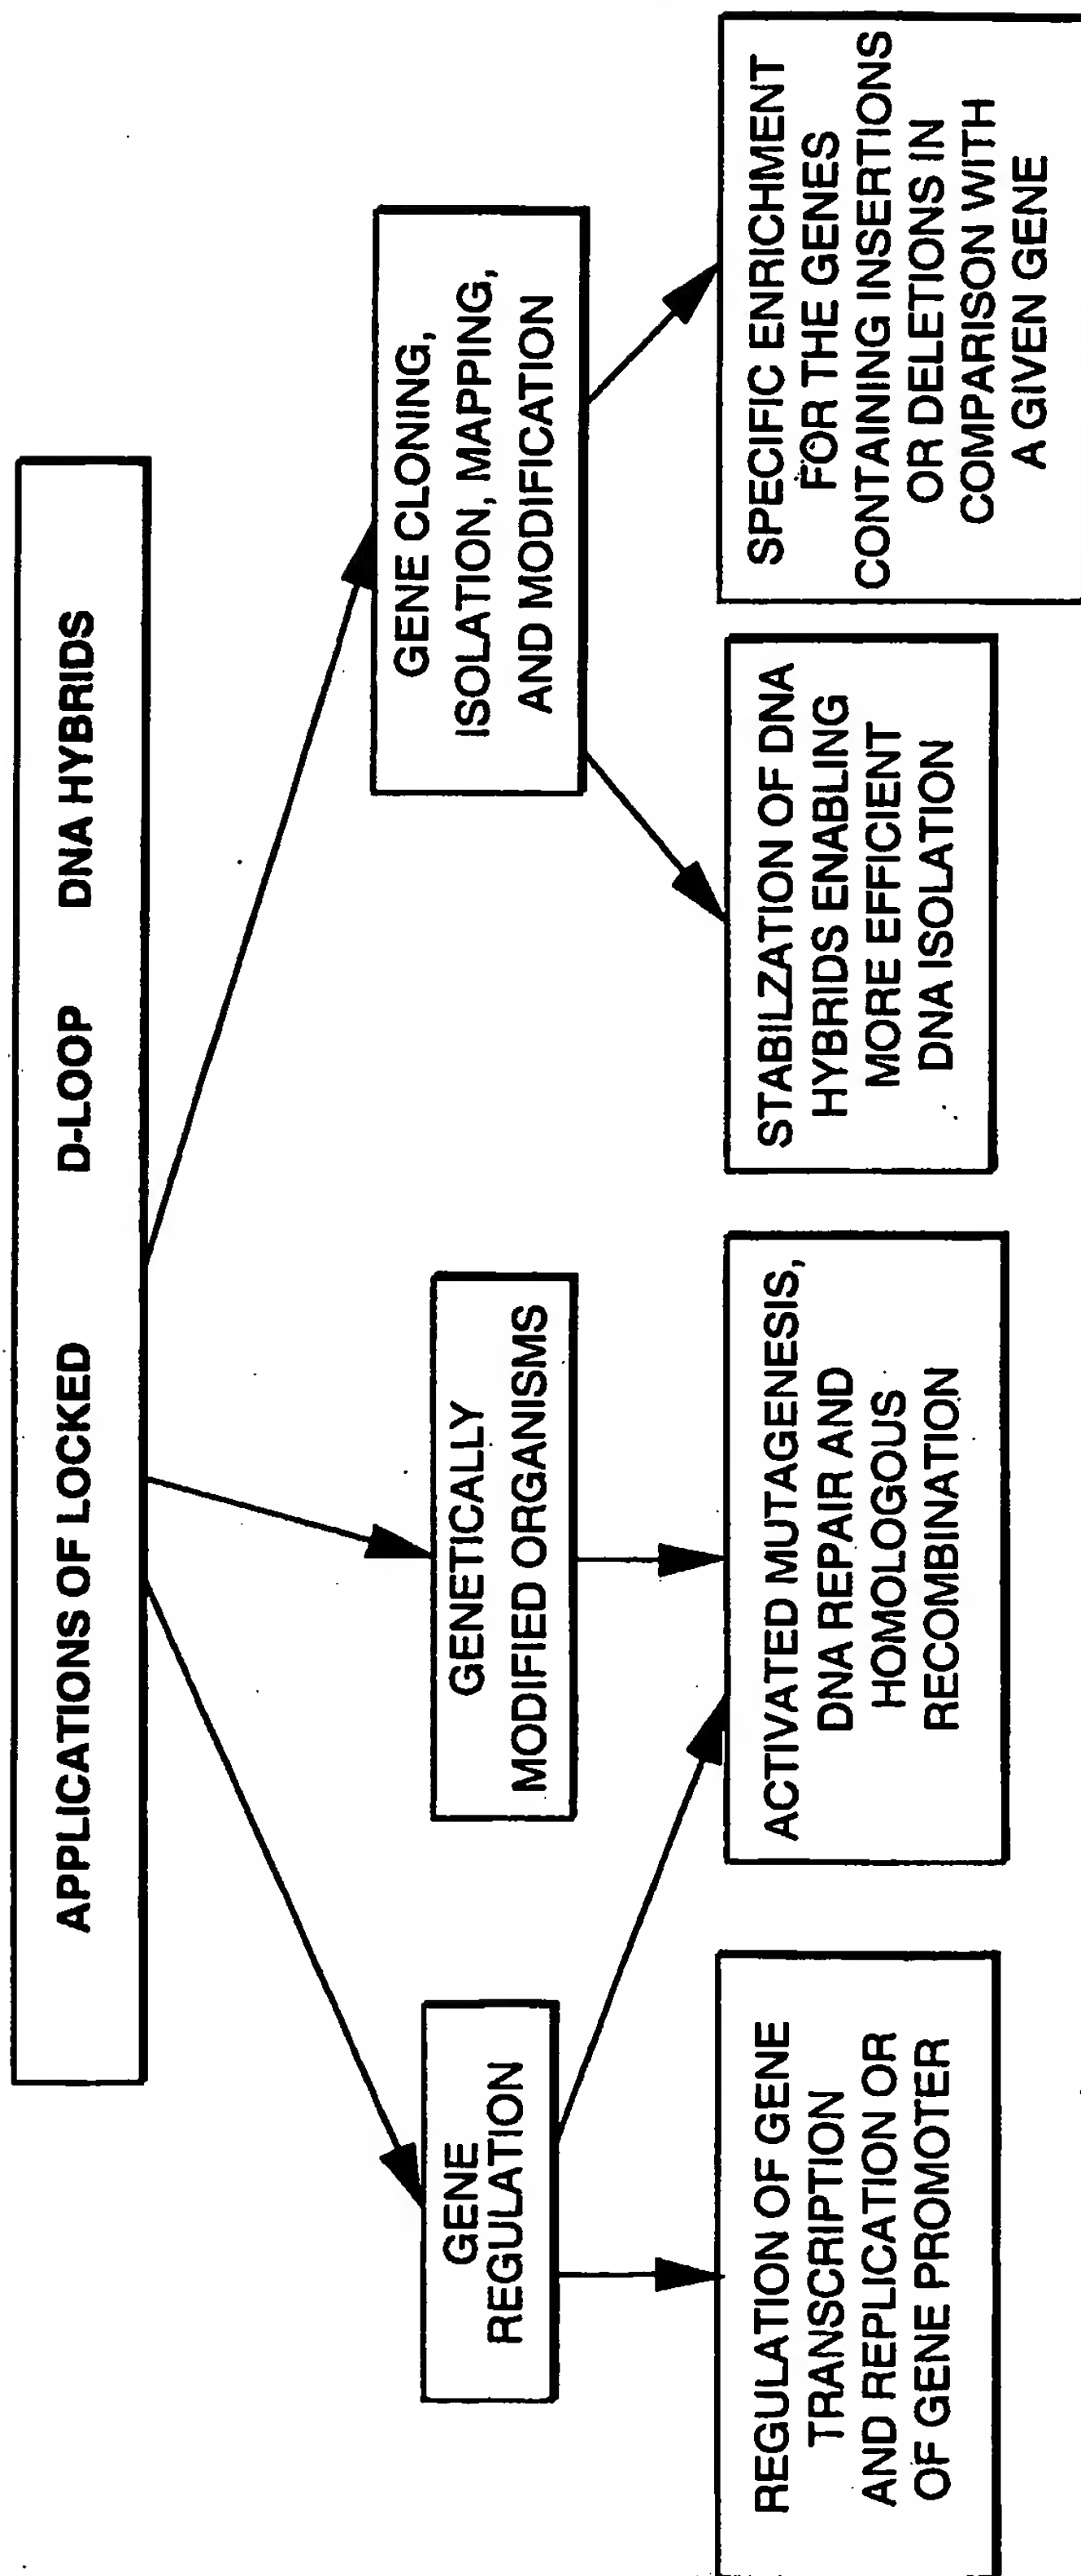 APPLICATIONS OF LOCKED D-LOOP DNA HYBRIDS
GENE
REGULATION
GENETICALLY
MODIFIED ORGANISMS
GENE CLONING,
ISOLATION, MAPPING,
AND MODIFICATION
REGULATION OF GENE
TRANSCRIPTION
AND REPLICATION OR
OF GENE PROMOTER
ACTIVATED MUTAGENESIS,
DNA REPAIR AND
HOMOLOGOUS
RECOMBINATION
STABILZATION OF DNA
HYBRIDS ENABLING
MORE EFFICIENT
DNA ISOLATION
SPECIFIC ENRICHMENT
FOR THE GENES
CONTAINING INSERTIONS
OR DELETIONS IN
COMPARISON WITH
A GIVEN GENE